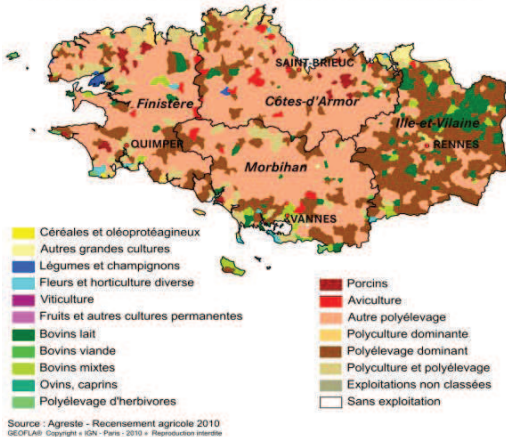 SAINT-BRIEUC
Finistère
Côtes-d'Armor
Ille-et-Vilaine
QUIMPER
RENNES
Morbihan
VANNES
Céréales et oléoprotéagineux
Autres grandes cultures
Légumes et champignons
Fleurs et horticulture diverse
Viticulture
Fruits et autres cultures permanentes
Bovins lait
Bovins viande
Bovins mixtes
Ovins, caprins
Polyélevage d'herbivores
Porcins
Aviculture
Autre polyélevage
Polyculture dominante
Polyélevage dominant
Polyculture et polyélevage
Exploitations non classées
Sans exploitation
Source : Agreste - Recensement agricole 2010
GEOFLA® Copyright « IGN - Paris - 2010 » Reproduction interdite